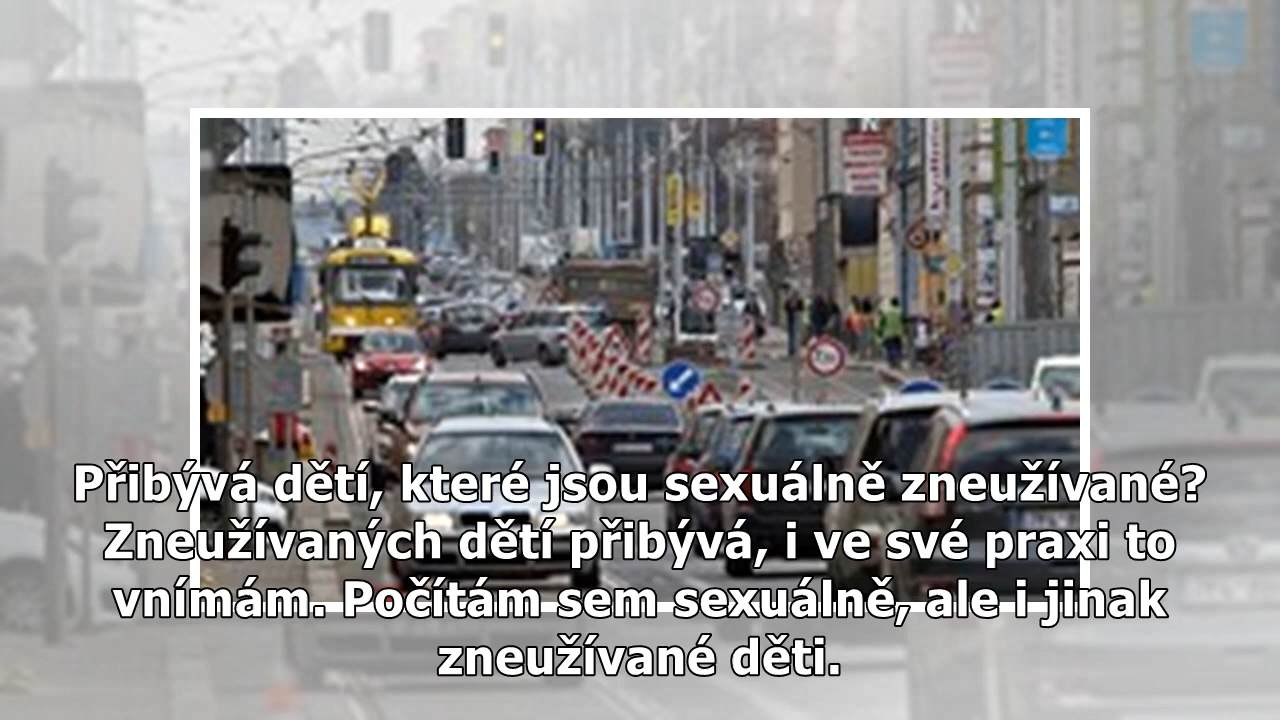 Přibývá dětí, které jsou sexuálně zneužívané?
Zneužívaných dětí přibývá, i ve své praxi to
vnímám. Počítám sem sexuálně, ale i jinak
zneužívané děti.